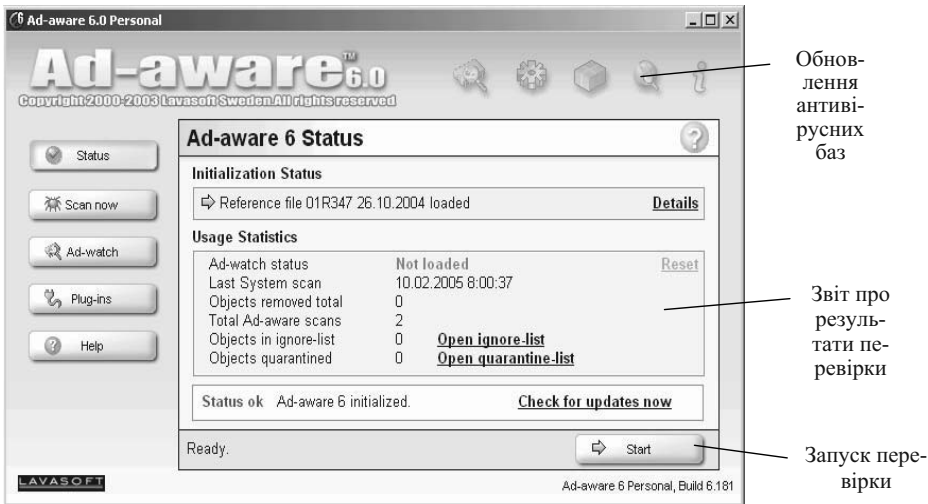 Ad-aware 6.0 Personal
Ad-aware 6.0 ™
Copyright 2000-2003 Lavasoft Sweden. All rights reserved
Обнов-
лення
антиві-
русних
баз
Status
Scan now
Ad-watch
Plug-ins
Help
Ad-aware 6 Status
Initialization Status
Reference file 01R347 26.10.2004 loaded Details
Usage Statistics
Ad-watch status Not loaded Reset
Last System scan 10.02.2005 8:00:37
Objects removed total 0
Total Ad-aware scans 2
Objects in ignore-list 0 Open ignore-list
Objects quarantined 0 Open quarantine-list
Звіт про
резуль-
тати пе-
ревірки
Status ok Ad-aware 6 initialized. Check for updates now
Ready. Start
Запуск пере-
вірки
LAVASOFT
Ad-aware 6 Personal, Build 6.181